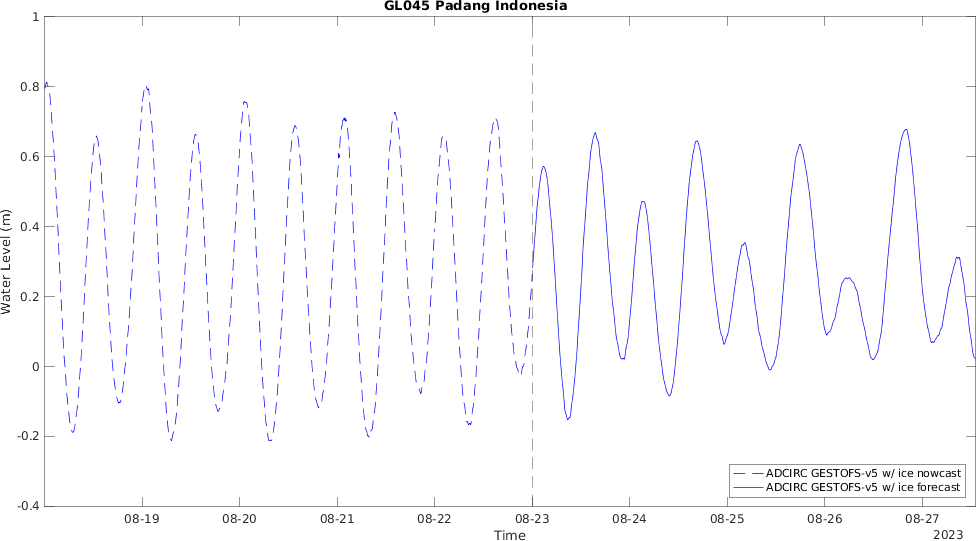 GL045 Padang Indonesia
1
0.8
0.6
0.4
0.2
0
-0.2
-0.4
Water Level (m)
08-19 08-20 08-21 08-22 08-23 08-24 08-25 08-26 08-27
Time
2023
ADCIRC GESTOFS-v5 w/ ice nowcast
ADCIRC GESTOFS-v5 w/ ice forecast